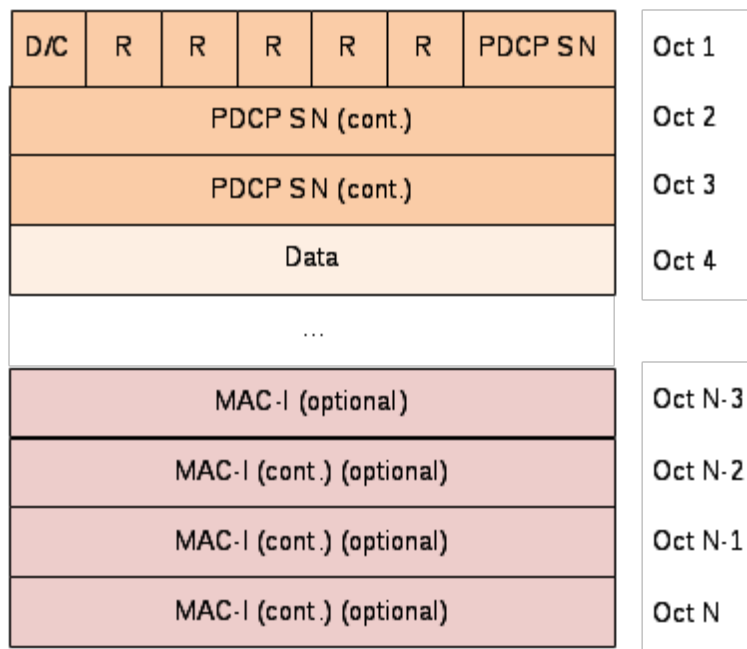 D/C R R R R R PDCP SN Oct 1
PDCP SN (cont.) Oct 2
PDCP SN (cont.) Oct 3
Data Oct 4
...
MAC-I (optional) Oct N-3
MAC-I (cont.) (optional) Oct N-2
MAC-I (cont.) (optional) Oct N-1
MAC-I (cont.) (optional) Oct N